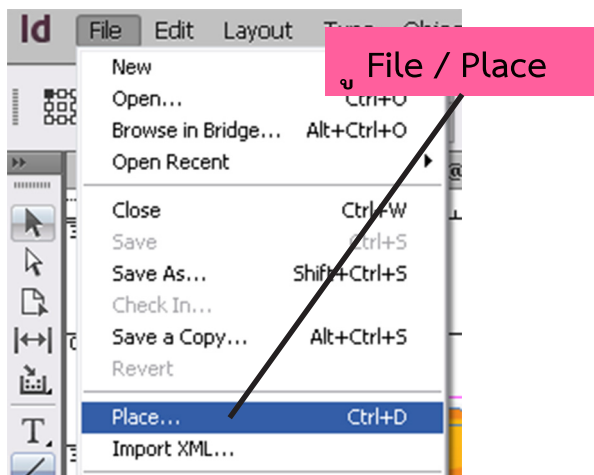 Id File Edit Layout
ู File / Place
New
Open... Ctrl+O
Browse in Bridge... Alt+Ctrl+O
Open Recent
Close Ctrl+W
Save Ctrl+S
Save As... Shift+Ctrl+S
Check In...
Save a Copy... Alt+Ctrl+S
Revert
Place... Ctrl+D
Import XML...